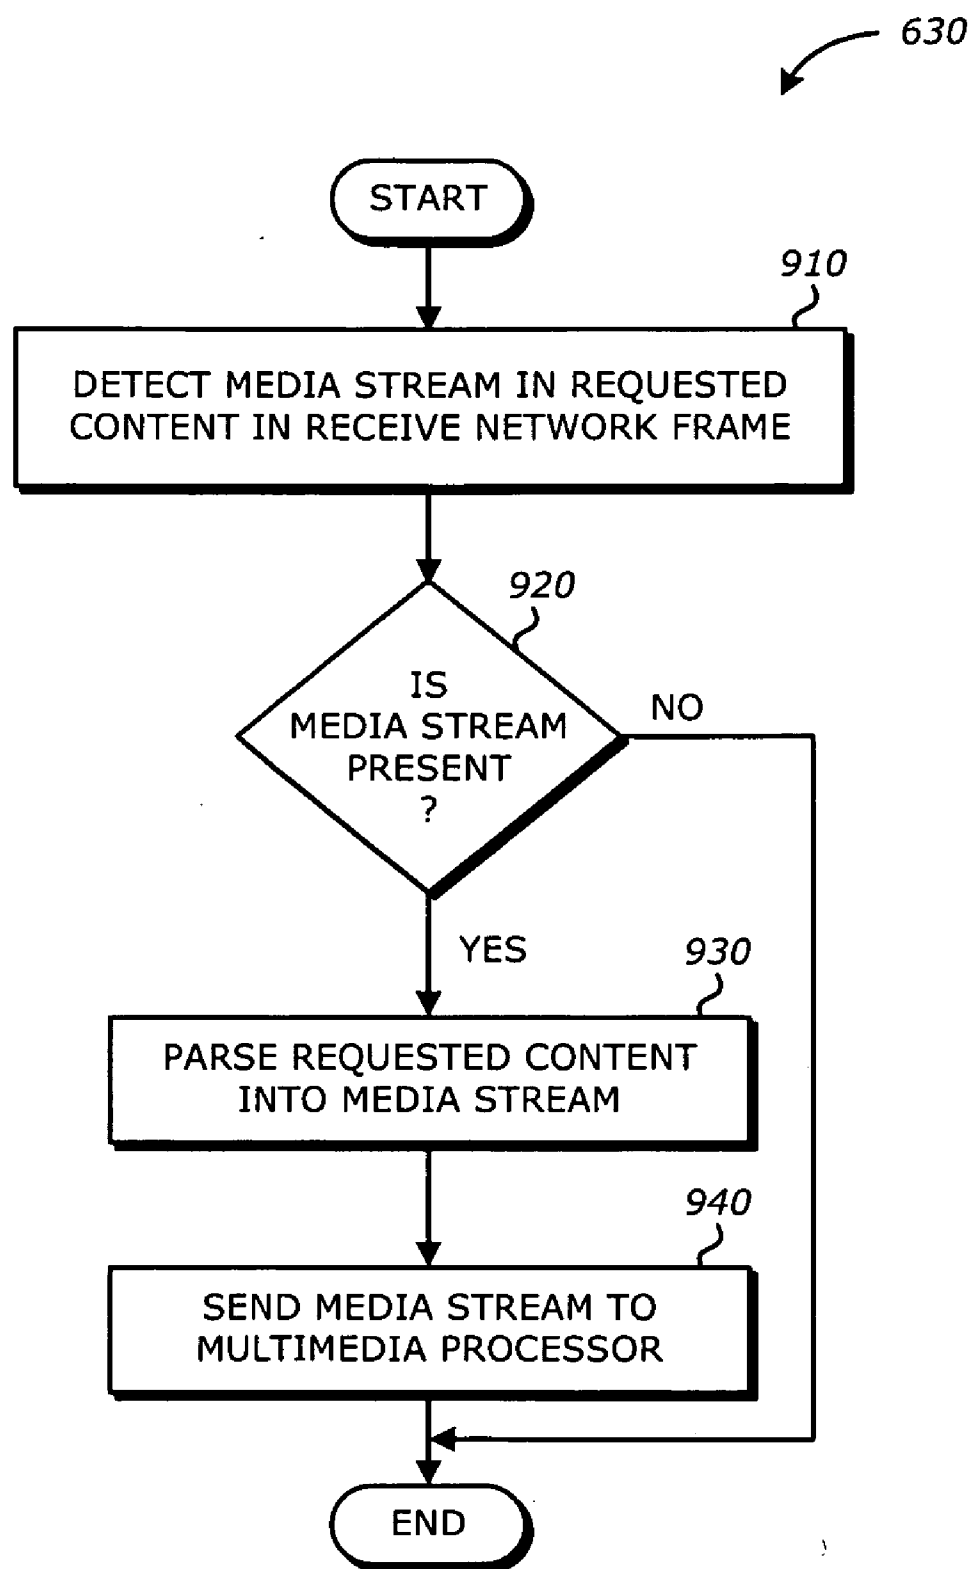 630
START
910
DETECT MEDIA STREAM IN REQUESTED
CONTENT IN RECEIVE NETWORK FRAME
920
IS
MEDIA STREAM
PRESENT
?
NO
YES
930
PARSE REQUESTED CONTENT
INTO MEDIA STREAM
940
SEND MEDIA STREAM TO
MULTIMEDIA PROCESSOR
END